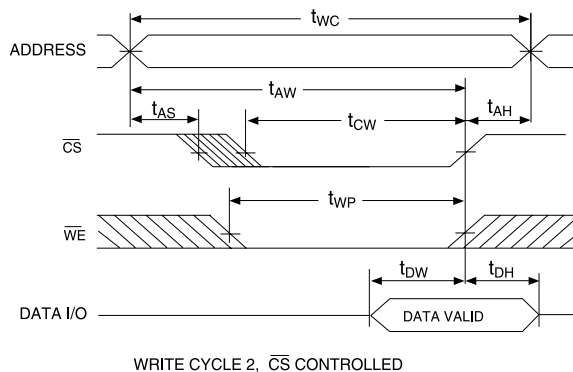 tWC
ADDRESS
tAW
tAS
tCW
tAH
CS
tWP
WE
tDW
tDH
DATA I/O
DATA VALID
WRITE CYCLE 2, CS CONTROLLED